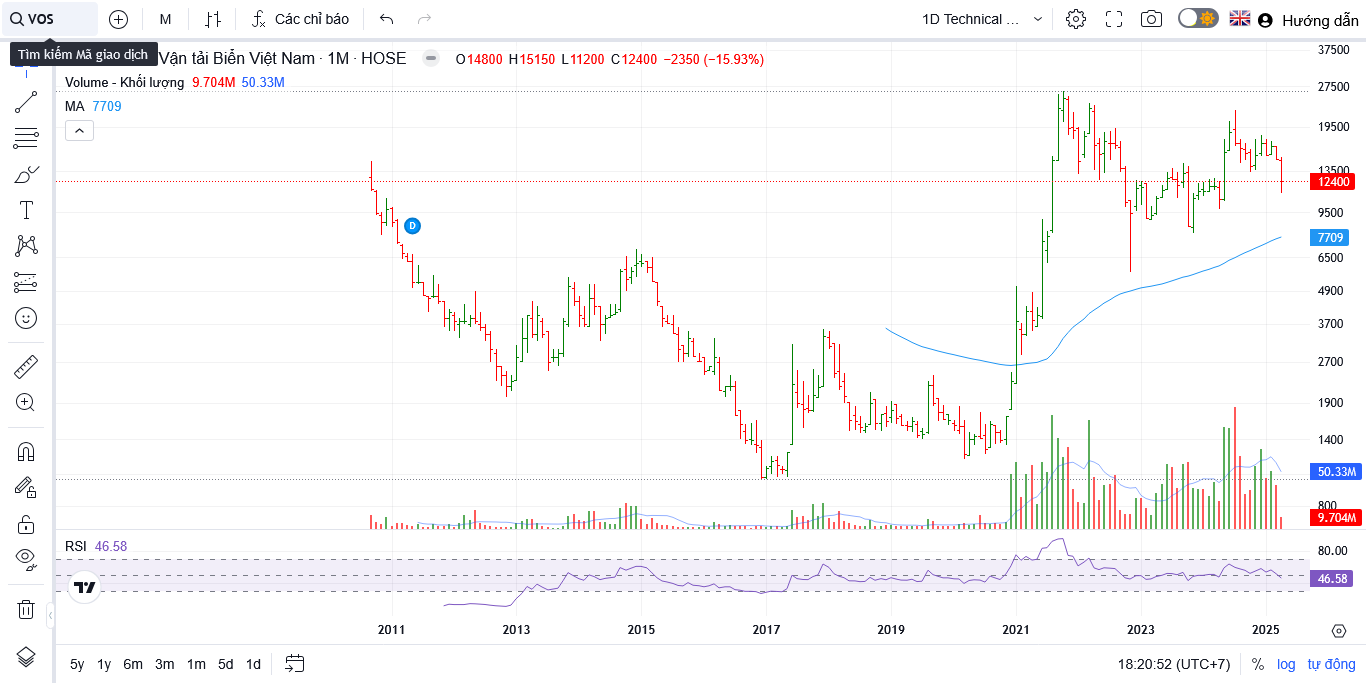 VOS
M
Các chỉ báo
1D Technical ...
Hướng dẫn
Tìm kiếm Mã giao dịch
Vận tải Biển Việt Nam · 1M · HOSE
O14800 H15150 L11200 C12400 −2350 (−15.93%)
Volume - Khối lượng 9.704M 50.33M
MA 7709
D
37500
27500
19500
13500
12400
9500
7709
6500
4900
3700
2700
1900
1400
50.33M
800
9.704M
RSI 46.58
80.00
46.58
2011 2013 2015 2017 2019 2021 2023 2025
5y 1y 6m 3m 1m 5d 1d
18:20:52 (UTC+7)
% log tự động